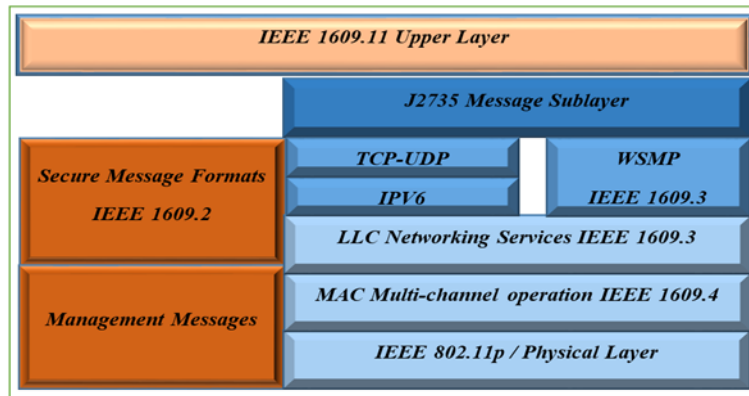 IEEE 1609.11 Upper Layer
J2735 Message Sublayer
Secure Message Formats
IEEE 1609.2
TCP-UDP
IPV6
WSMP
IEEE 1609.3
LLC Networking Services IEEE 1609.3
Management Messages
MAC Multi-channel operation IEEE 1609.4
IEEE 802.11p / Physical Layer